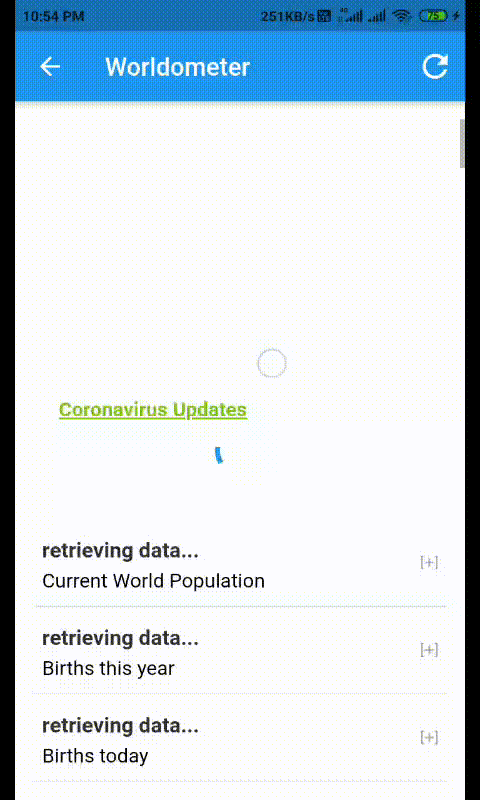 10:54 PM 251KB/s 4G 75
Worldometer
Coronavirus Updates
retrieving data...
[+]
Current World Population
retrieving data...
[+]
Births this year
retrieving data...
[+]
Births today